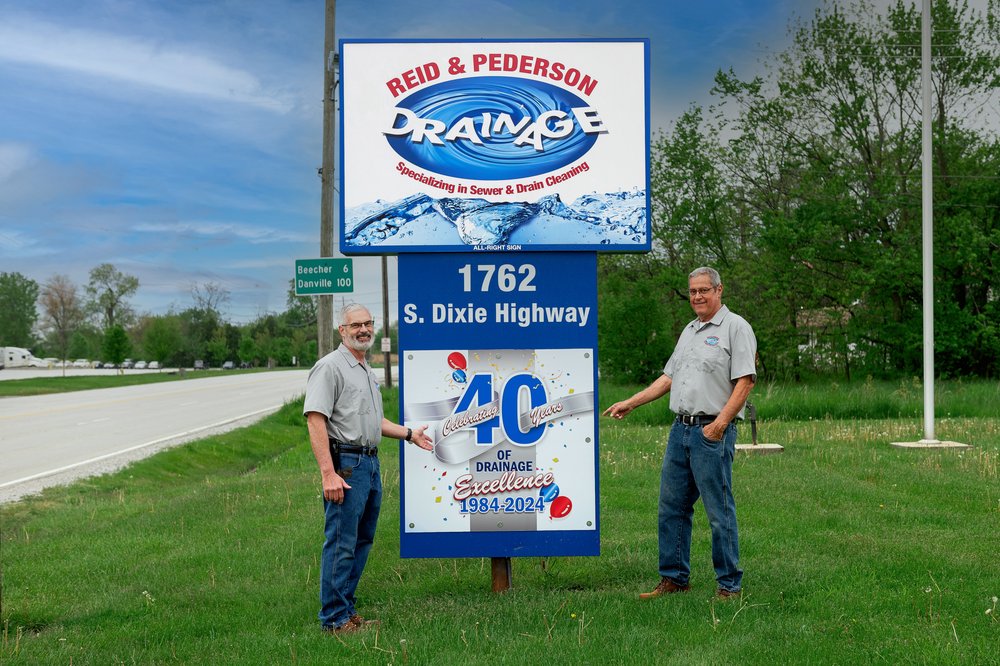 REID & PEDERSON
DRAINAGE
Specializing in Sewer & Drain Cleaning
ALL-RIGHT SIGN
1762
S. Dixie Highway
Celebrating 40 Years
OF DRAINAGE
Excellence
1984-2024
Beecher 6
Danville 100